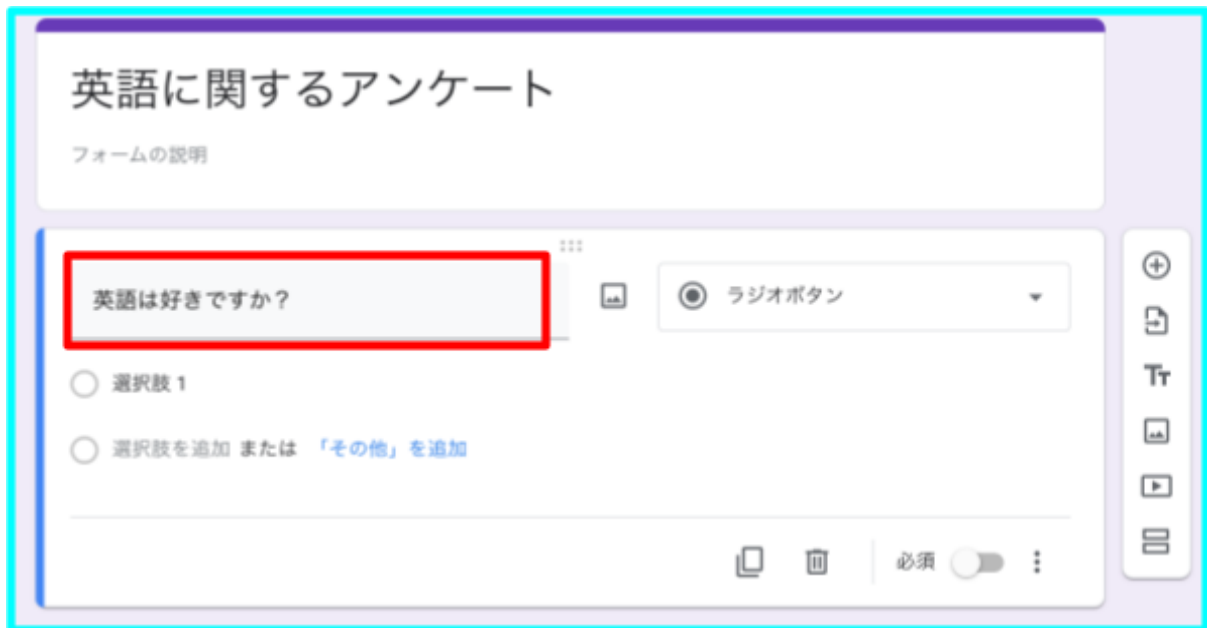 英語に関するアンケート
フォームの説明
英語は好きですか？
ラジオボタン
選択肢 1
選択肢を追加 または 「その他」を追加
必須